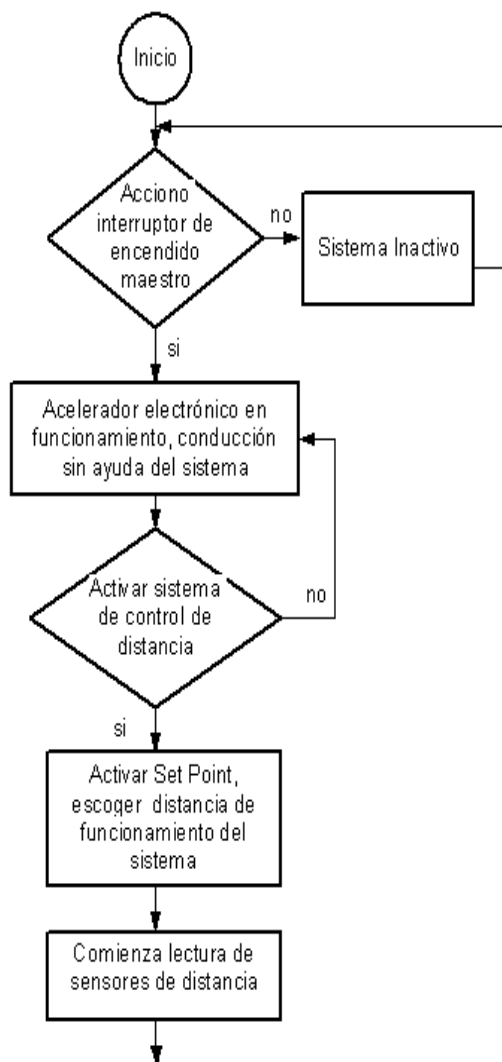 Inicio
Acciono
interruptor de
encendido
maestro
no
Sistema Inactivo
si
Acelerador electrónico en
funcionamiento, conducción
sin ayuda del sistema
Activar sistema
de control de
distancia
no
si
Activar Set Point,
escoger distancia de
funcionamiento del
sistema
Comienza lectura de
sensores de distancia